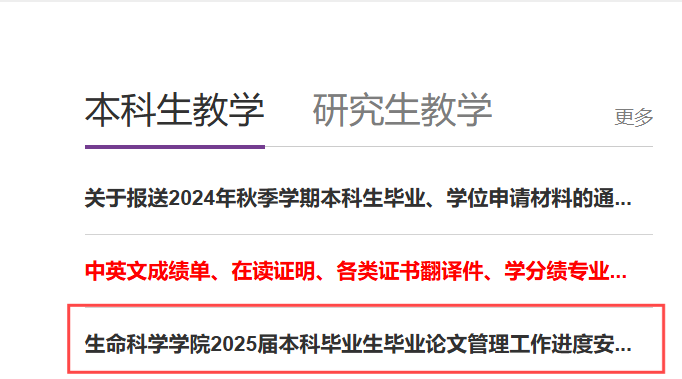 本科生教学 研究生教学 更多
关于报送2024年秋季学期本科生毕业、学位申请材料的通...
中英文成绩单、在读证明、各类证书翻译件、学分绩专业...
生命科学学院2025届本科毕业生毕业论文管理工作进度安...